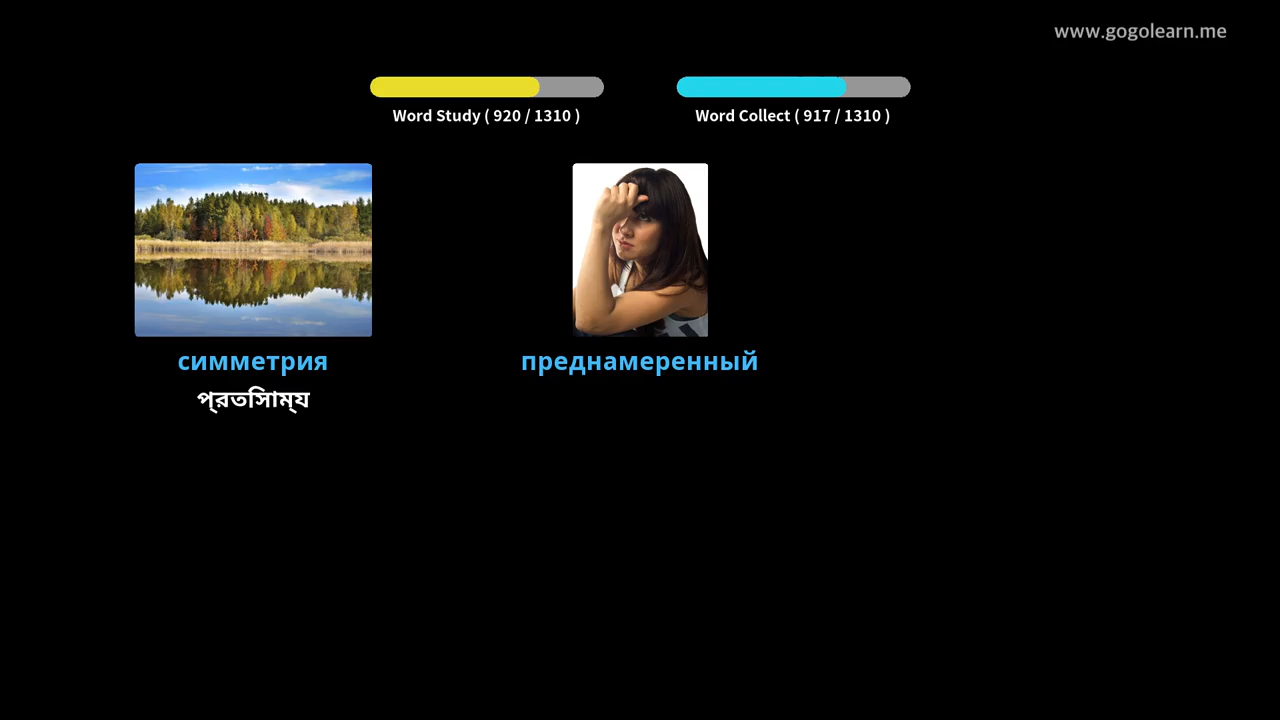 www.gogolearn.me
Word Study ( 920 / 1310 )
Word Collect ( 917 / 1310 )
симметрия
преднамеренный
প্রতিসাম্য